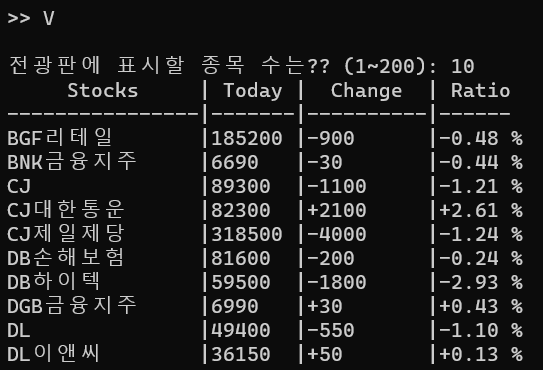 >> V
전광판에 표시할 종목 수는?? (1~200): 10
     Stocks     | Today |  Change  | Ratio
----------------|-------|----------|------
BGF리테일        |185200 |-900      |-0.48 %
BNK금융지주      |6690   |-30       |-0.44 %
CJ              |89300  |-1100     |-1.21 %
CJ대한통운       |82300  |+2100     |+2.61 %
CJ제일제당       |318500 |-4000     |-1.24 %
DB손해보험       |81600  |-200      |-0.24 %
DB하이텍         |59500  |-1800     |-2.93 %
DGB금융지주      |6990   |+30       |+0.43 %
DL              |49400  |-550      |-1.10 %
DL이앤씨         |36150  |+50       |+0.13 %